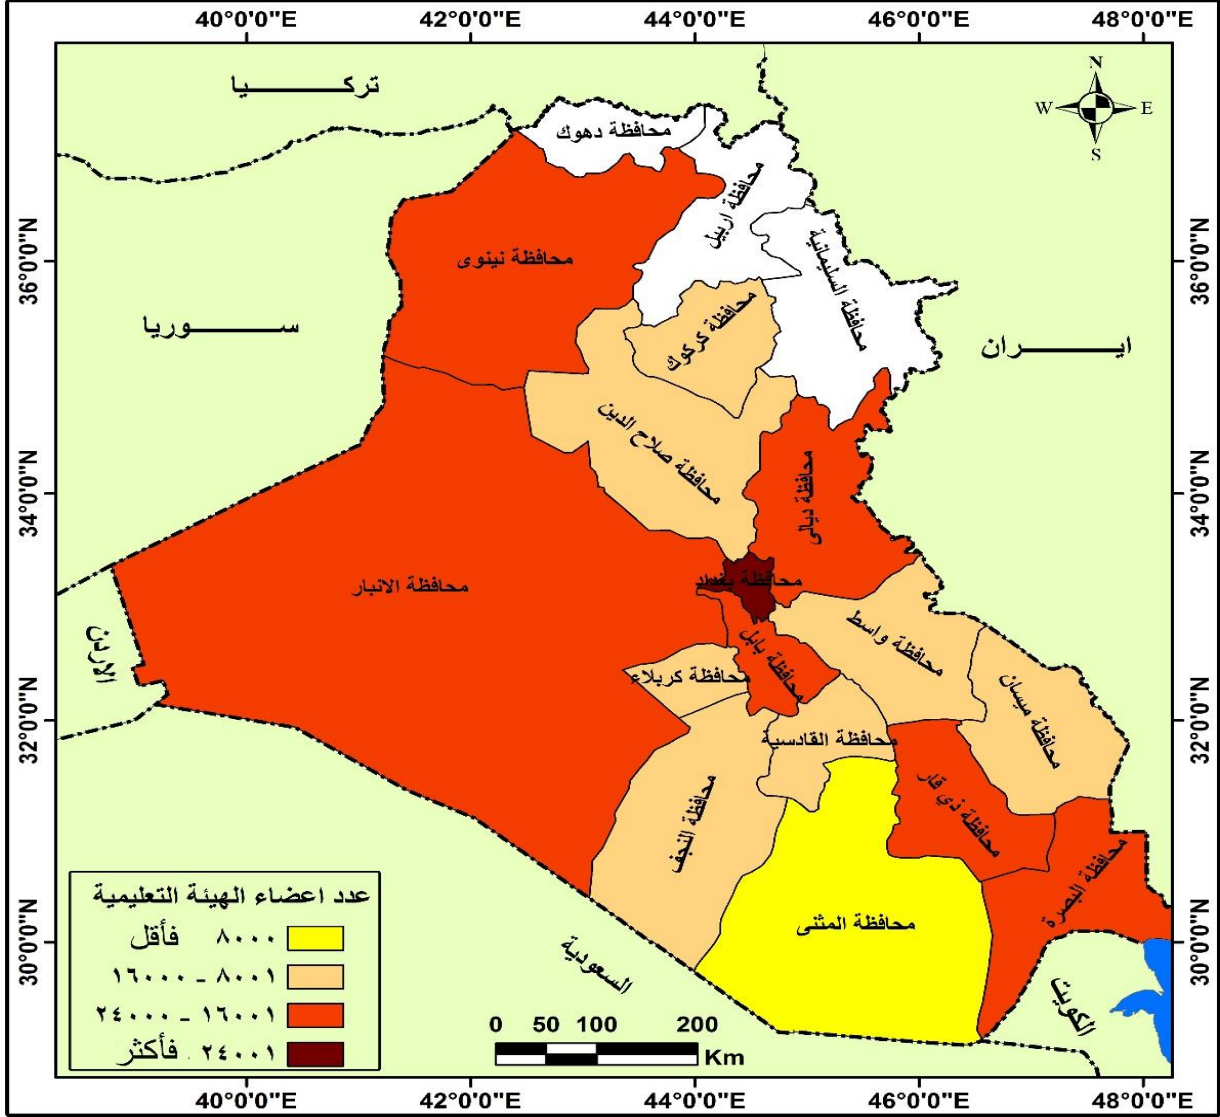 40°0'0"E 42°0'0"E 44°0'0"E 46°0'0"E 48°0'0"E
تركـــــــيا
N
W E
S
محافظة دهوك
محافظة اربيل
محافظة السليمانية
36°0'0"N
36°0'0"N
محافظة نينوى
ســـــــوريا
محافظة كركوك
ايـــــــران
محافظة صلاح الدين
34°0'0"N
34°0'0"N
محافظة ديالى
محافظة الانبار
محافظة بغداد
الاردن
محافظة واسط
محافظة بابل
محافظة كربلاء
محافظة ميسان
32°0'0"N
32°0'0"N
محافظة القادسية
محافظة النجف
محافظة ذي قار
محافظة البصرة
محافظة المثنى
30°0'0"N
30°0'0"N
السعودية
الكويت
عدد اعضاء الهيئة التعليمية
٨٠٠٠ فأقل
٨٠٠١ - ١٦٠٠٠
١٦٠٠١ - ٢٤٠٠٠
٢٤٠٠١ فأكثر
0 50 100 200
Km
40°0'0"E 42°0'0"E 44°0'0"E 46°0'0"E 48°0'0"E